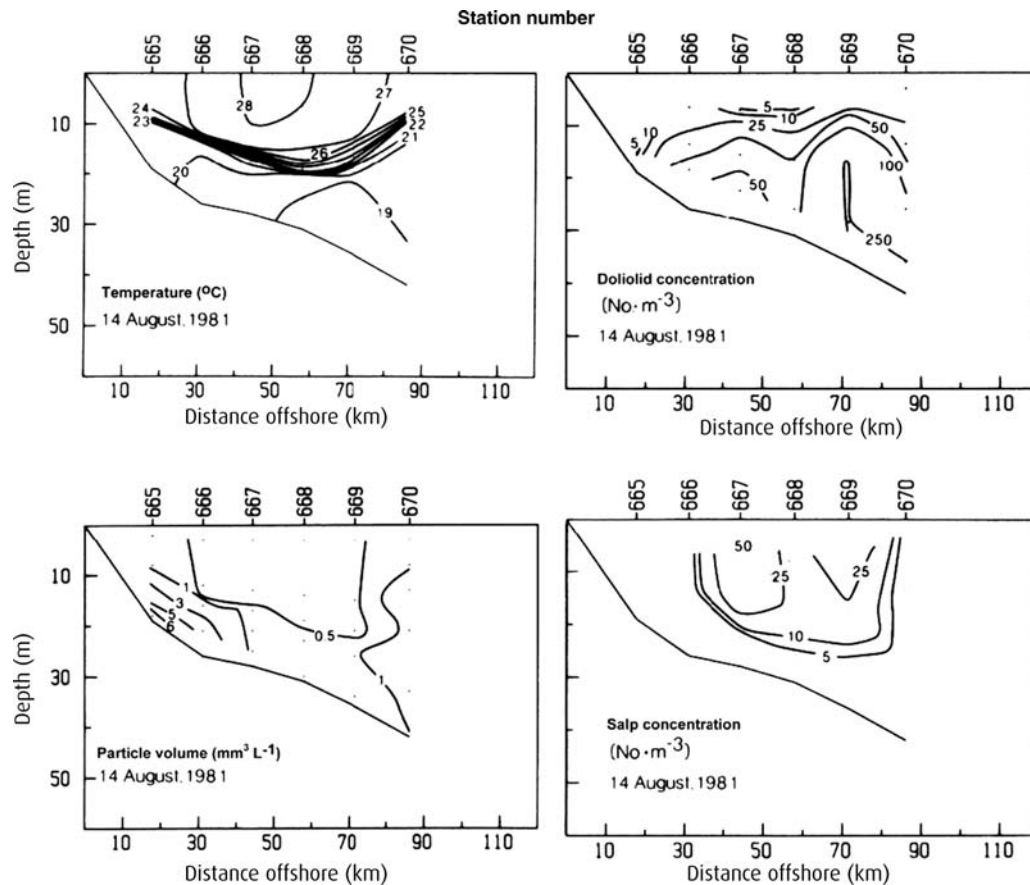 Station number
665 666 667 668 669 670
24
23
28
27
25
22
21
26
20
19
10
30
50
Depth (m)
Temperature (ºC)
14 August, 1981
10 30 50 70 90 110
Distance offshore (km)
665 666 667 668 669 670
5
10
5
10
25
50
100
50
250
Doliolid concentration
(No· m-3)
14 August, 1981
10 30 50 70 90 110
Distance offshore (km)
665 666 667 668 669 670
1
3
5
6
0.5
1
10
30
50
Depth (m)
Particle volume (mm3 L-1)
14 August, 1981
10 30 50 70 90 110
Distance offshore (km)
665 666 667 668 669 670
50
25
25
10
5
Salp concentration
(No· m-3)
14 August, 1981
10 30 50 70 90 110
Distance offshore (km)